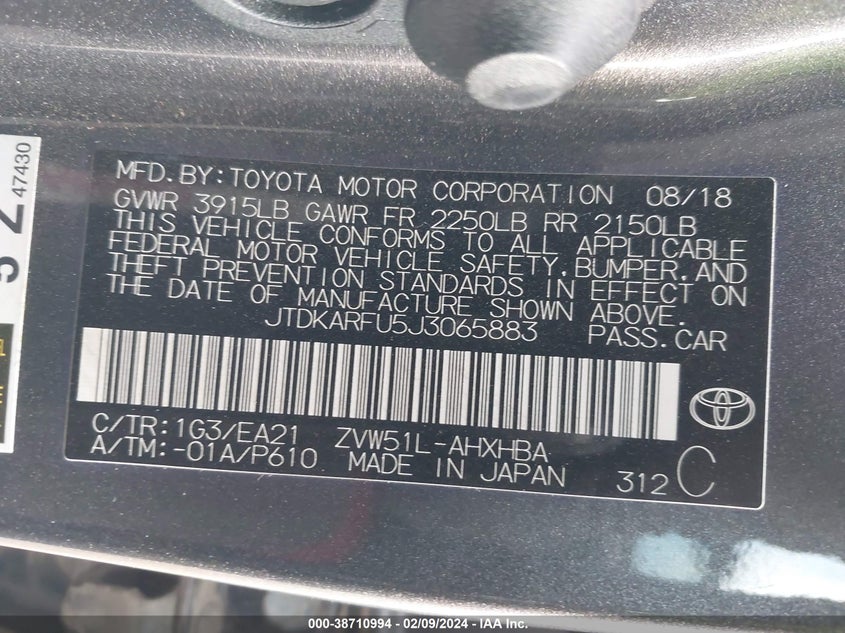 MFD.BY:TOYOTA MOTOR CORPORATION 08/18
GVWR 3915LB GAWR FR 2250LB RR 2150LB
THIS VEHICLE CONFORMS TO ALL APPLICABLE
FEDERAL MOTOR VEHICLE SAFETY,BUMPER,AND
THEFT PREVENTION STANDARDS IN EFFECT ON
THE DATE OF MANUFACTURE SHOWN ABOVE.
JTDKARFU5J3065883 PASS.CAR
C/TR:1G3/EA21 ZVW51L-AHXHBA
A/TM:-01A/P610 MADE IN JAPAN 312 C
47430
000-38710994 - 02/09/2024 - IAA Inc.